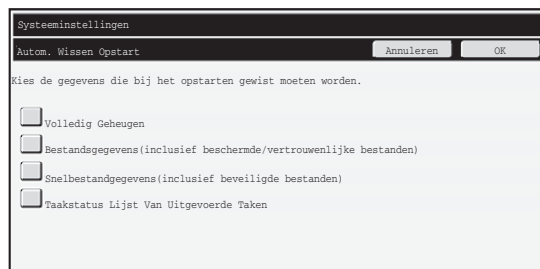 Systeeminstellingen
Autom. Wissen Opstart Annuleren OK
Kies de gegevens die bij het opstarten gewist moeten worden.
Volledig Geheugen
Bestandsgegevens(inclusief beschermde/vertrouwenlijke bestanden)
Snelbestandgegevens(inclusief beveiligde bestanden)
Taakstatus Lijst Van Uitgevoerde Taken